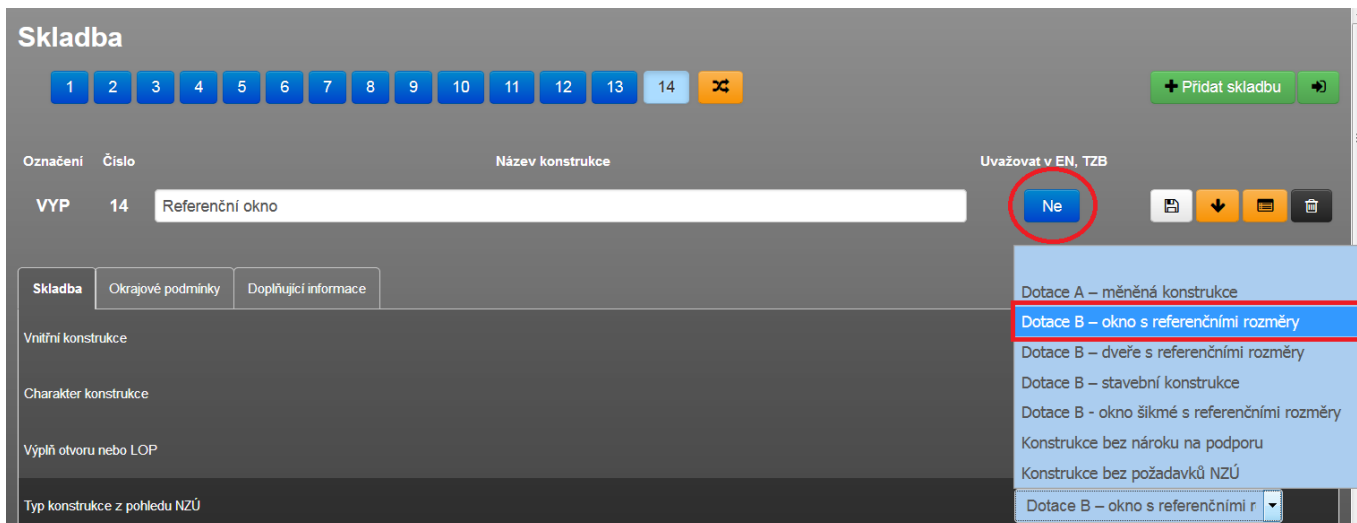 Skladba
1 2 3 4 5 6 7 8 9 10 11 12 13 14 Přidat skladbu
Označení Číslo Název konstrukce Uvažovat v EN, TZB
VYP 14 Referenční okno Ne
Skladba Okrajové podmínky Doplňující informace
Dotace A – měněná konstrukce
Dotace B – okno s referenčními rozměry
Vnitřní konstrukce
Dotace B – dveře s referenčními rozměry
Dotace B – stavební konstrukce
Charakter konstrukce
Dotace B - okno šikmé s referenčními rozměry
Konstrukce bez nároku na podporu
Výplň otvoru nebo LOP
Konstrukce bez požadavků NZÚ
Typ konstrukce z pohledu NZÚ Dotace B – okno s referenčními r